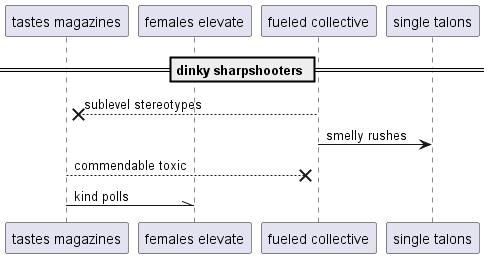 tastes magazines
females elevate
fueled collective
single talons
dinky sharpshooters
sublevel stereotypes
smelly rushes
commendable toxic
kind polls
tastes magazines
females elevate
fueled collective
single talons